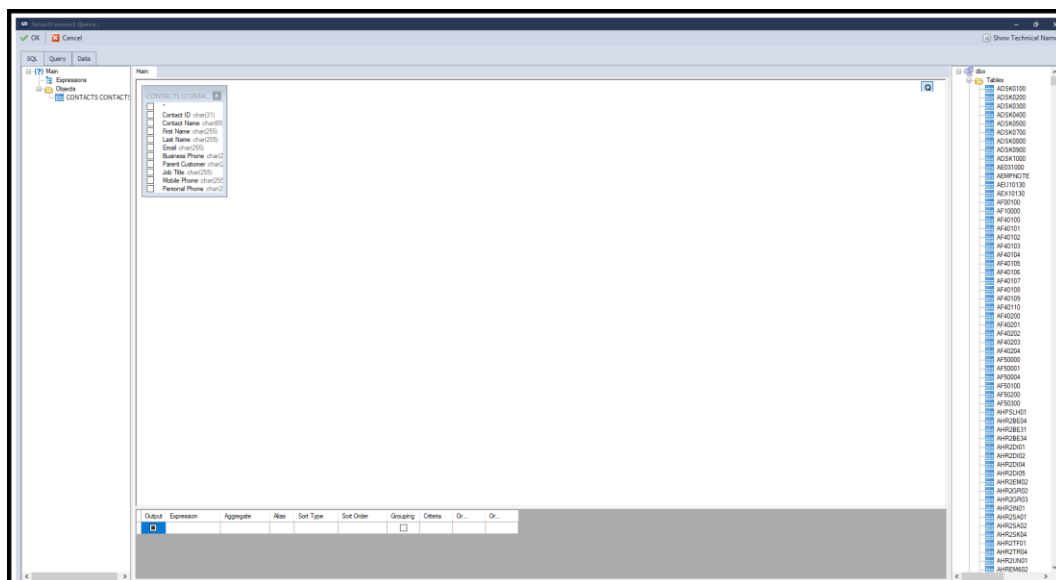 SmartConnect Query :
OK Cancel Show Technical Name
SQL Query Data
Main
Expressions
Objects
CONTACTS CONTACTS
Main
CONTACTS (CONTA...
*
Contact ID char(31)
Contact Name char(65
First Name char(255)
Last Name char(255)
Email char(255)
Business Phone char(2
Parent Customer char(2
Job Title char(255)
Mobile Phone char(255
Personal Phone char(2
Output Expression Aggregate Alias Sort Type Sort Order Grouping Criteria Or... Or...
dbo
Tables
ADSK0100
ADSK0200
ADSK0300
ADSK0400
ADSK0500
ADSK0700
ADSK0800
ADSK0900
ADSK1000
AE031000
AEMPNOTE
AEU10130
AEX10130
AF00100
AF10000
AF40100
AF40101
AF40102
AF40103
AF40104
AF40105
AF40106
AF40107
AF40108
AF40109
AF40110
AF40200
AF40201
AF40202
AF40203
AF40204
AF50000
AF50001
AF50004
AF50100
AF50200
AF50300
AHPSLH01
AHR2BE04
AHR2BE31
AHR2BE34
AHR2DI01
AHR2DI02
AHR2DI04
AHR2DI05
AHR2EM02
AHR2GR02
AHR2GR03
AHR2IN01
AHR2SA01
AHR2SA02
AHR2SK04
AHR2TF01
AHR2TR04
AHR2UN01
AHREM602